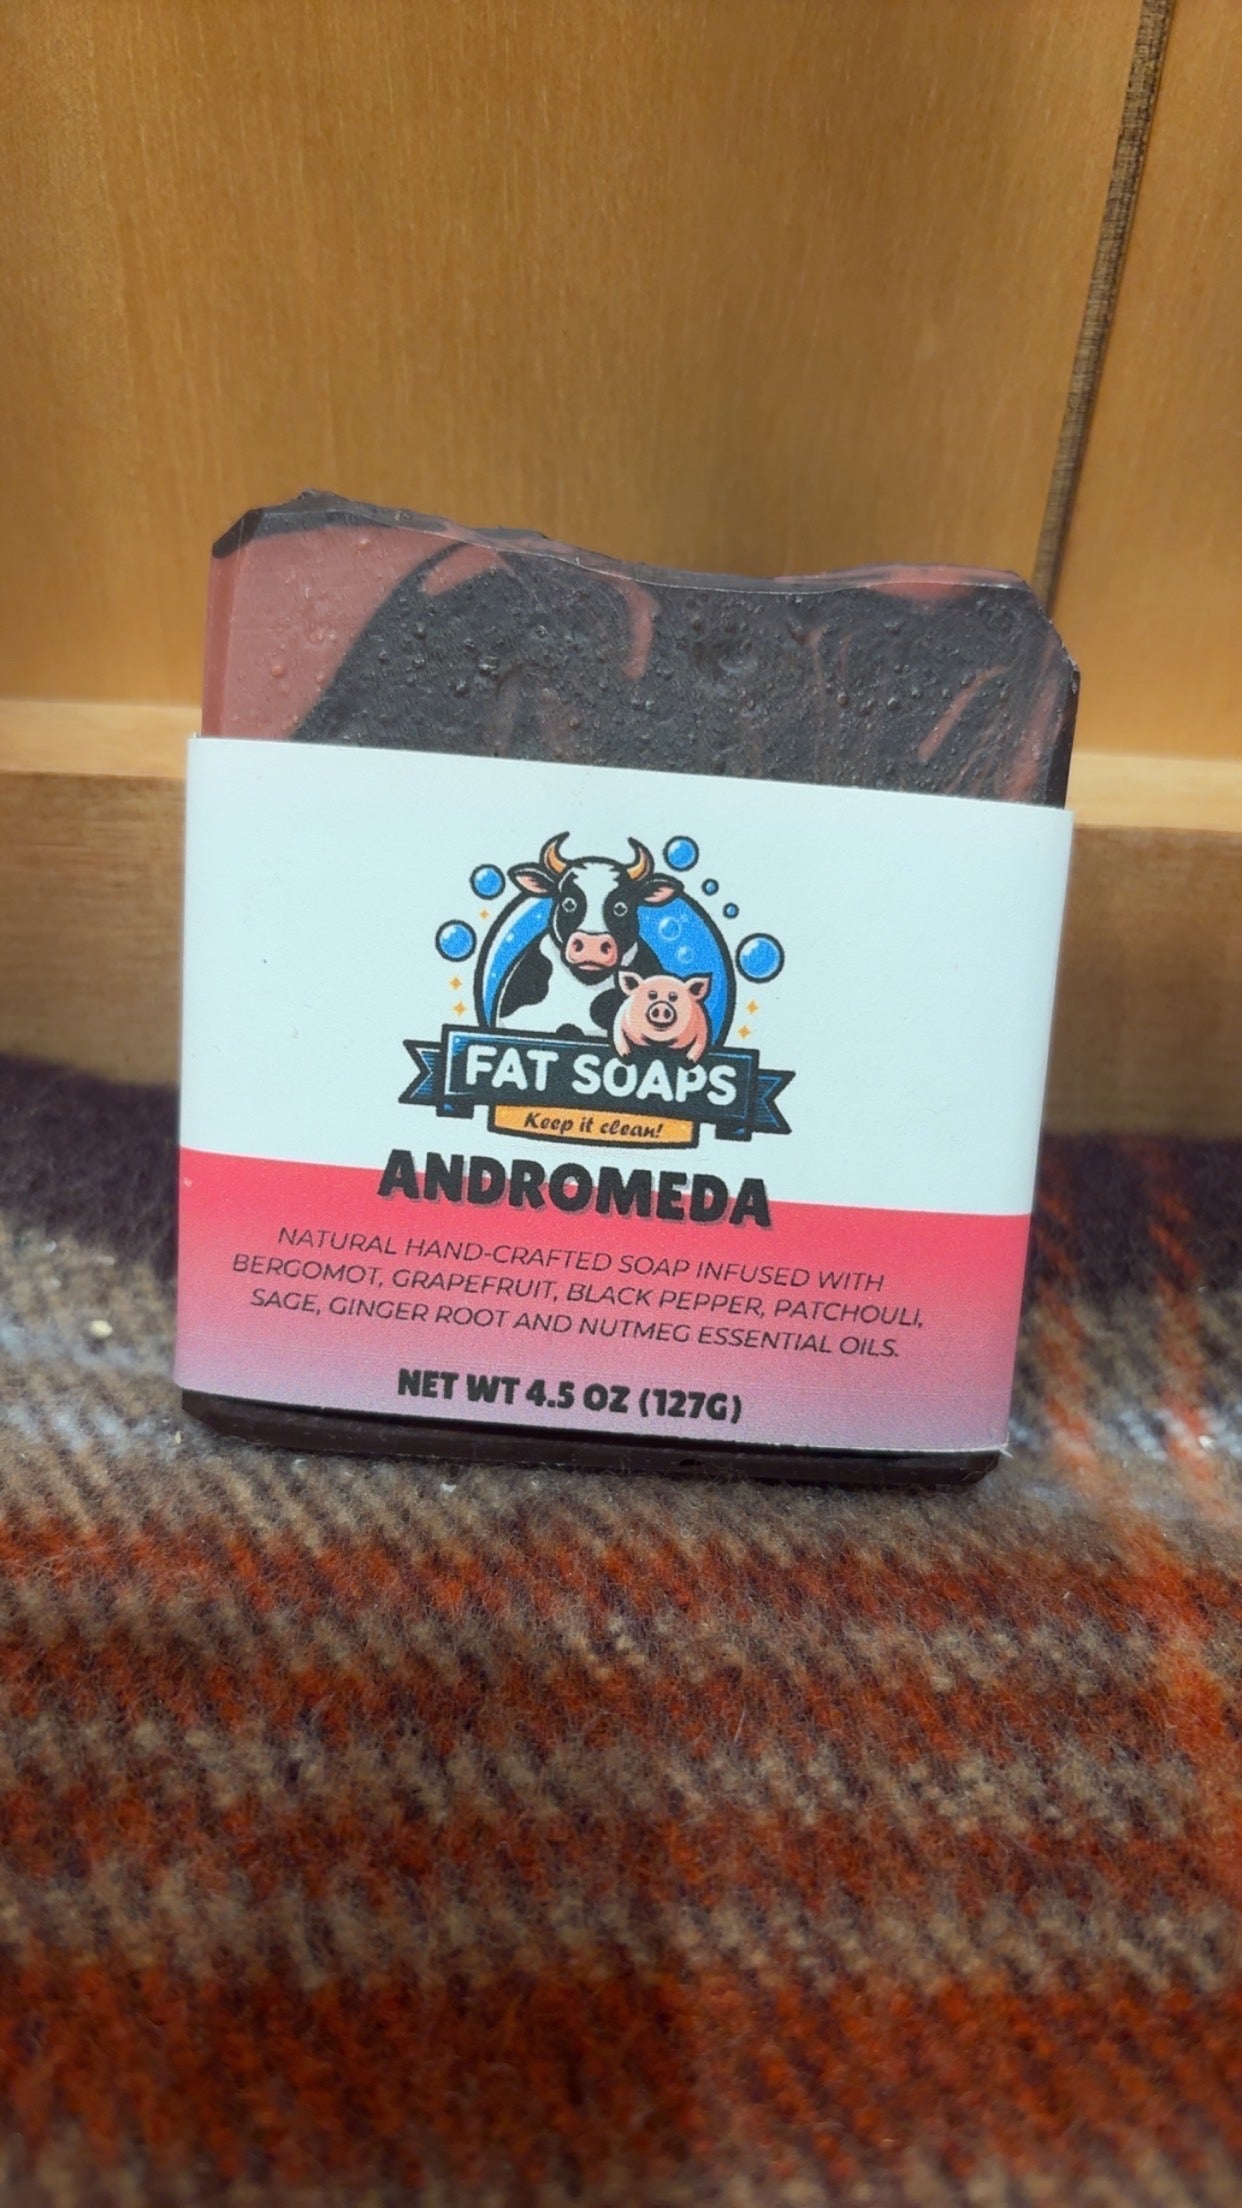 FAT SOAPS
Keep it clean!
ANDROMEDA
NATURAL HAND-CRAFTED SOAP INFUSED WITH
BERGOMOT, GRAPEFRUIT, BLACK PEPPER, PATCHOULI,
SAGE, GINGER ROOT AND NUTMEG ESSENTIAL OILS.
NET WT 4.5 OZ (127G)